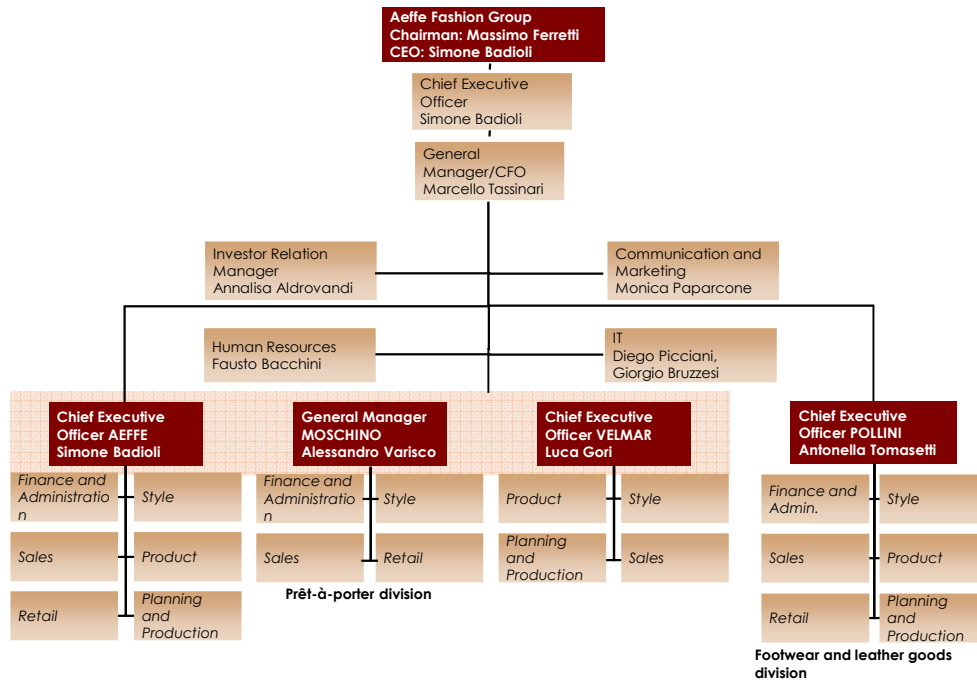 Aeffe Fashion Group
Chairman: Massimo Ferretti
CEO: Simone Badioli
Chief Executive
Officer
Simone Badioli
General
Manager/CFO
Marcello Tassinari
Investor Relation
Manager
Annalisa Aldrovandi
Communication and
Marketing
Monica Paparcone
Human Resources
Fausto Bacchini
IT
Diego Picciani,
Giorgio Bruzzesi
Chief Executive
Officer AEFFE
Simone Badioli
General Manager
MOSCHINO
Alessandro Varisco
Chief Executive
Officer VELMAR
Luca Gori
Chief Executive
Officer POLLINI
Antonella Tomasetti
Finance and
Administratio
n
Style
Sales
Product
Retail
Planning
and
Production
Finance and
Administratio
n
Style
Sales
Retail
Product
Style
Planning
and
Production
Sales
Prêt-à-porter division
Finance and
Admin.
Style
Sales
Product
Retail
Planning
and
Production
Footwear and leather goods
division